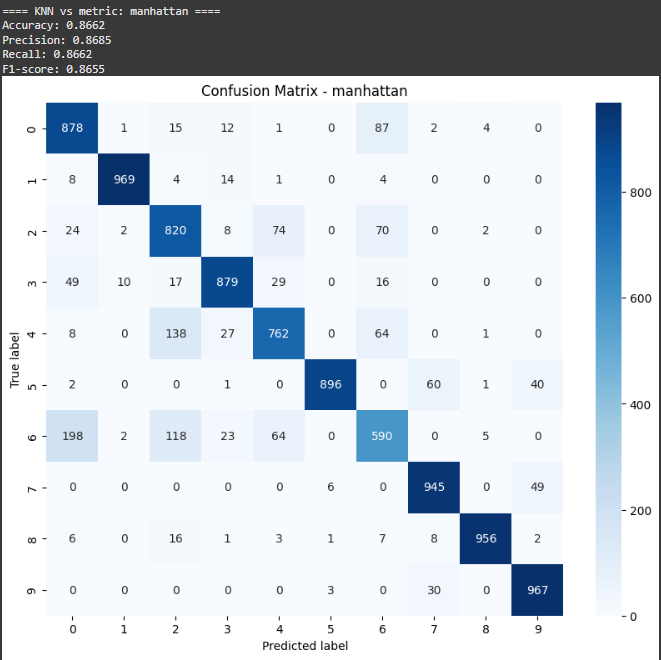 ==== KNN vs metric: manhattan ====
Accuracy: 0.8662
Precision: 0.8685
Recall: 0.8662
F1-score: 0.8655
Confusion Matrix - manhattan
0 878 1 15 12 1 0 87 2 4 0
1 8 969 4 14 1 0 4 0 0 0
2 24 2 820 8 74 0 70 0 2 0
3 49 10 17 879 29 0 16 0 0 0
4 8 0 138 27 762 0 64 0 1 0
5 2 0 0 1 0 896 0 60 1 40
6 198 2 118 23 64 0 590 0 5 0
7 0 0 0 0 0 6 0 945 0 49
8 6 0 16 1 3 1 7 8 956 2
9 0 0 0 0 0 3 0 30 0 967
0 1 2 3 4 5 6 7 8 9
Predicted label
True label
800
600
400
200
0